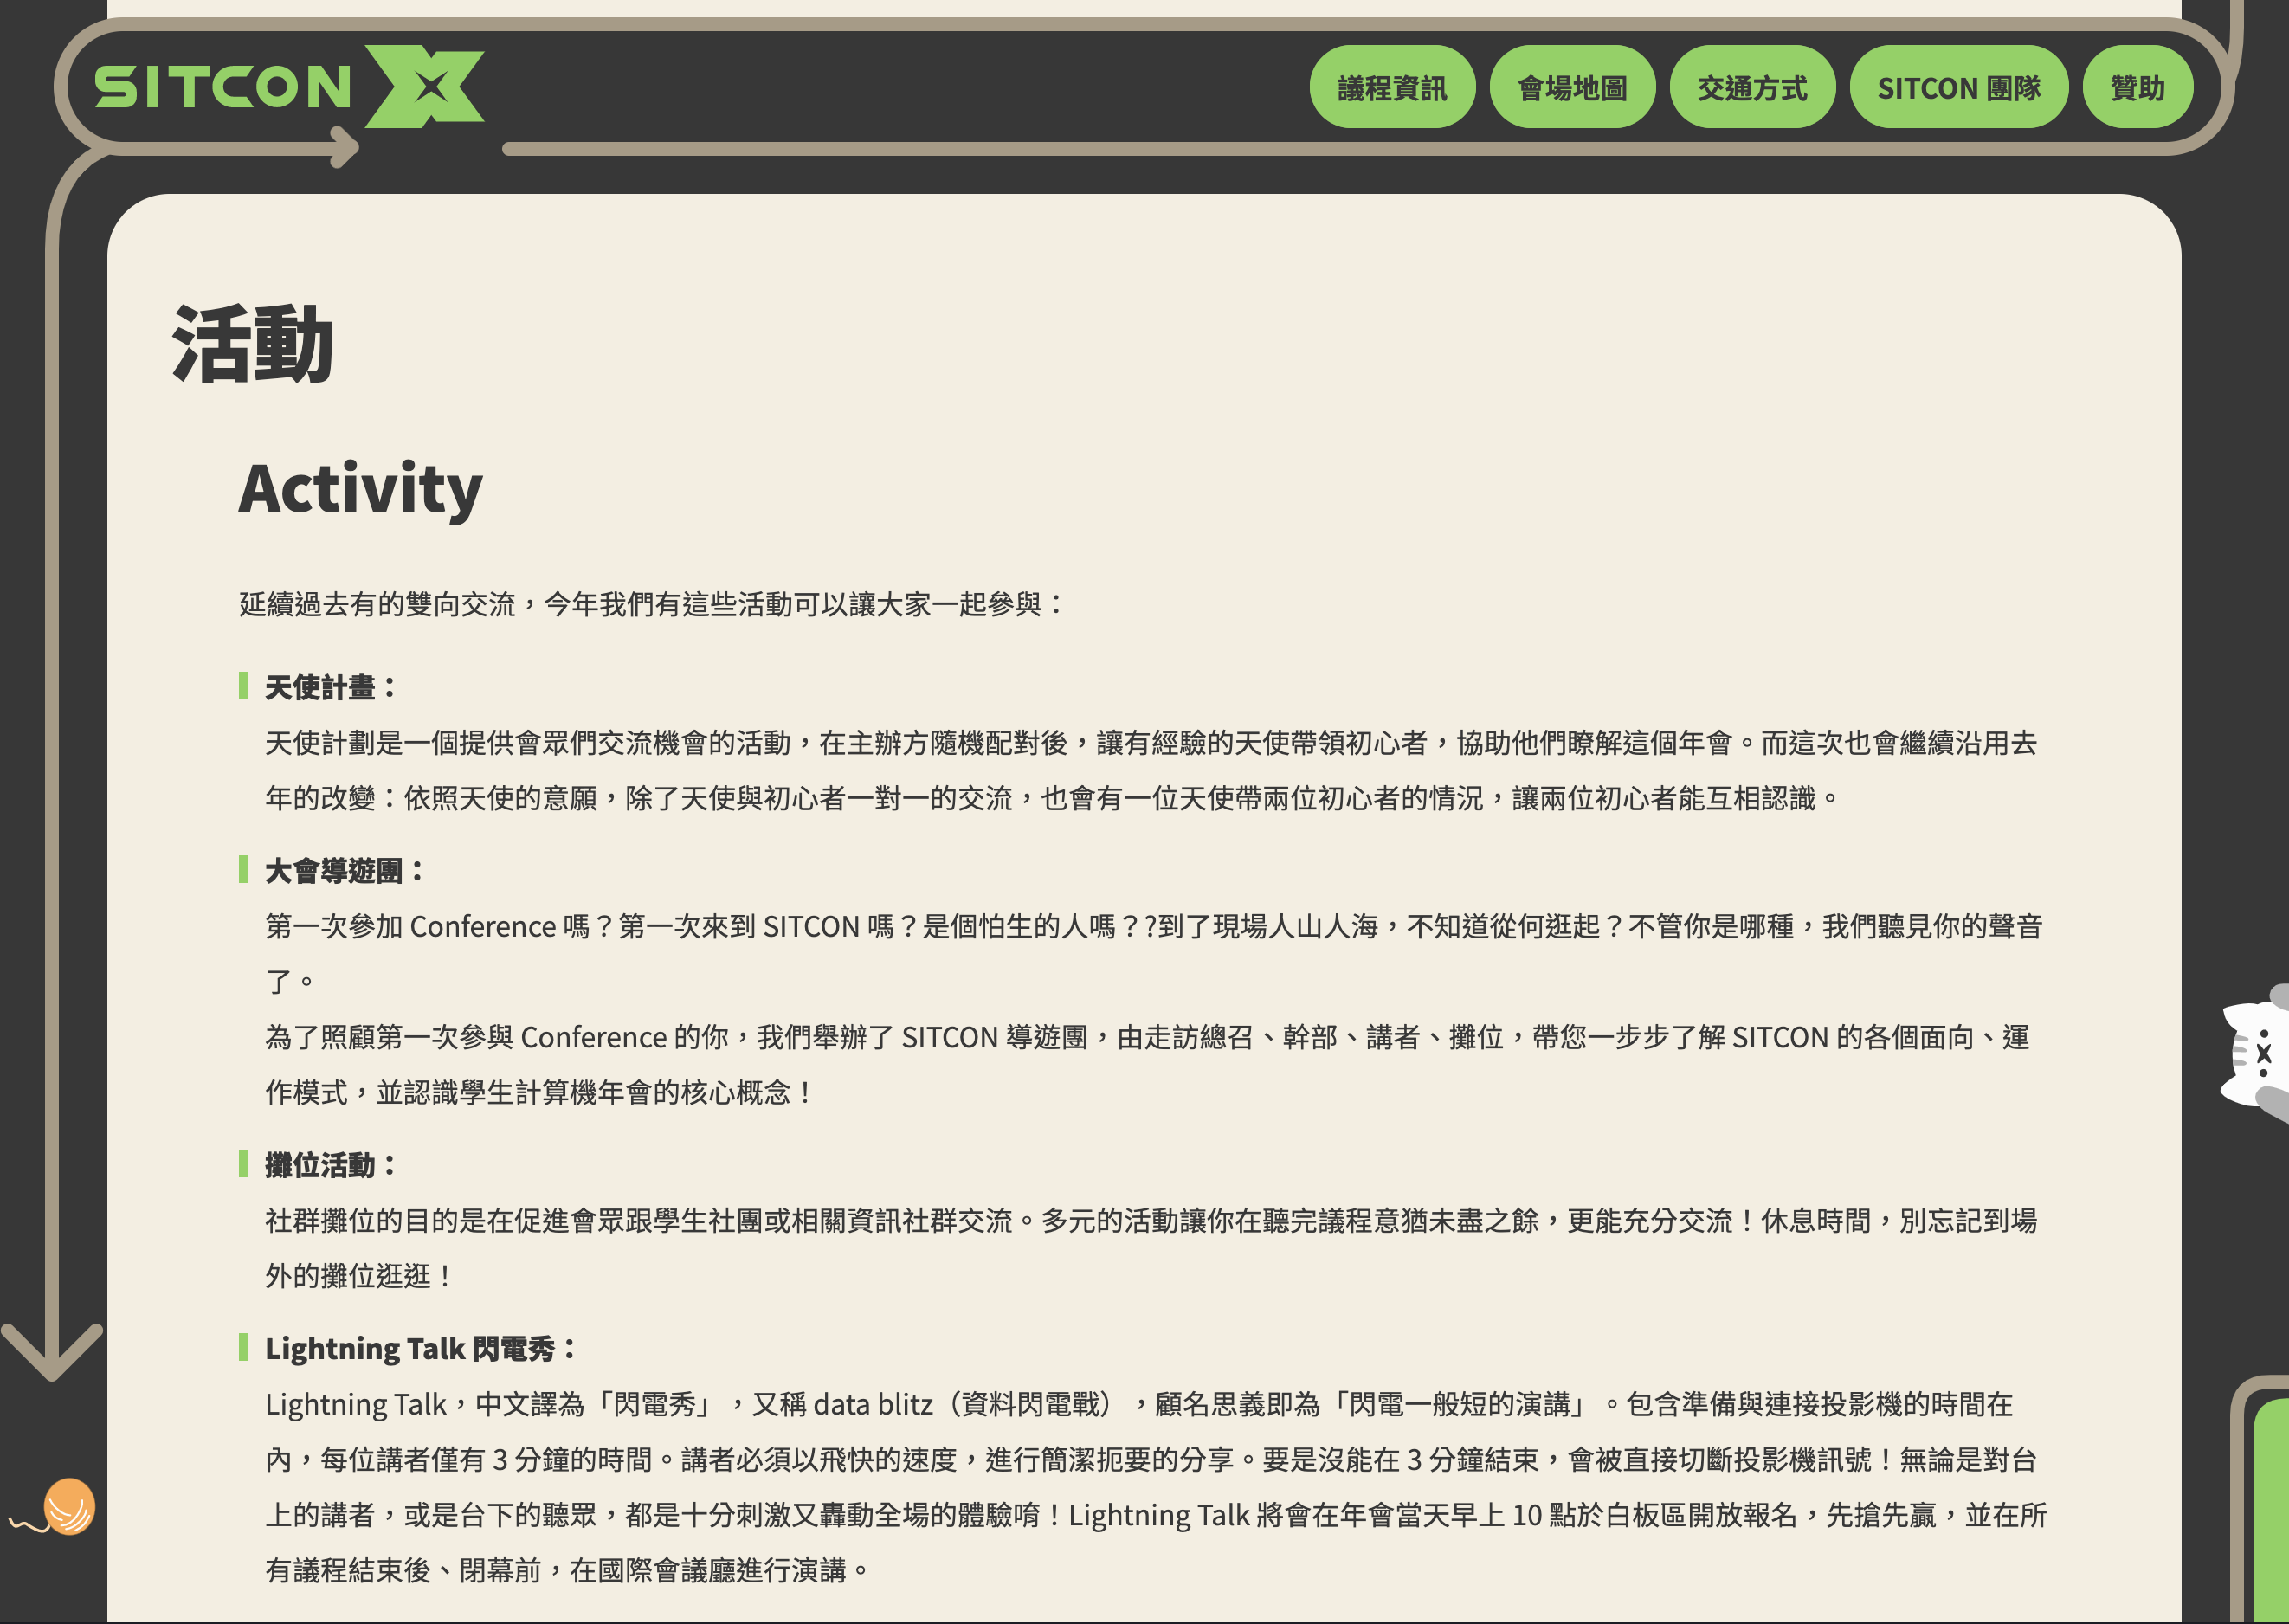 SITCON X
議程資訊
會場地圖
交通方式
SITCON 團隊
贊助
活動
Activity
延續過去有的雙向交流，今年我們有這些活動可以讓大家一起參與：
天使計畫：
天使計劃是一個提供會眾們交流機會的活動，在主辦方隨機配對後，讓有經驗的天使帶領初心者，協助他們瞭解這個年會。而這次也會繼續沿用去
年的改變：依照天使的意願，除了天使與初心者一對一的交流，也會有一位天使帶兩位初心者的情況，讓兩位初心者能互相認識。
大會導遊團：
第一次參加 Conference 嗎？第一次來到 SITCON 嗎？是個怕生的人嗎？?到了現場人山人海，不知道從何逛起？不管你是哪種，我們聽見你的聲音
了。
為了照顧第一次參與 Conference 的你，我們舉辦了 SITCON 導遊團，由走訪總召、幹部、講者、攤位，帶您一步步了解 SITCON 的各個面向、運
作模式，並認識學生計算機年會的核心概念！
攤位活動：
社群攤位的目的是在促進會眾跟學生社團或相關資訊社群交流。多元的活動讓你在聽完議程意猶未盡之餘，更能充分交流！休息時間，別忘記到場
外的攤位逛逛！
Lightning Talk 閃電秀：
Lightning Talk，中文譯為「閃電秀」，又稱 data blitz（資料閃電戰），顧名思義即為「閃電一般短的演講」。包含準備與連接投影機的時間在
內，每位講者僅有 3 分鐘的時間。講者必須以飛快的速度，進行簡潔扼要的分享。要是沒能在 3 分鐘結束，會被直接切斷投影機訊號！無論是對台
上的講者，或是台下的聽眾，都是十分刺激又轟動全場的體驗唷！Lightning Talk 將會在年會當天早上 10 點於白板區開放報名，先搶先贏，並在所
有議程結束後、閉幕前，在國際會議廳進行演講。